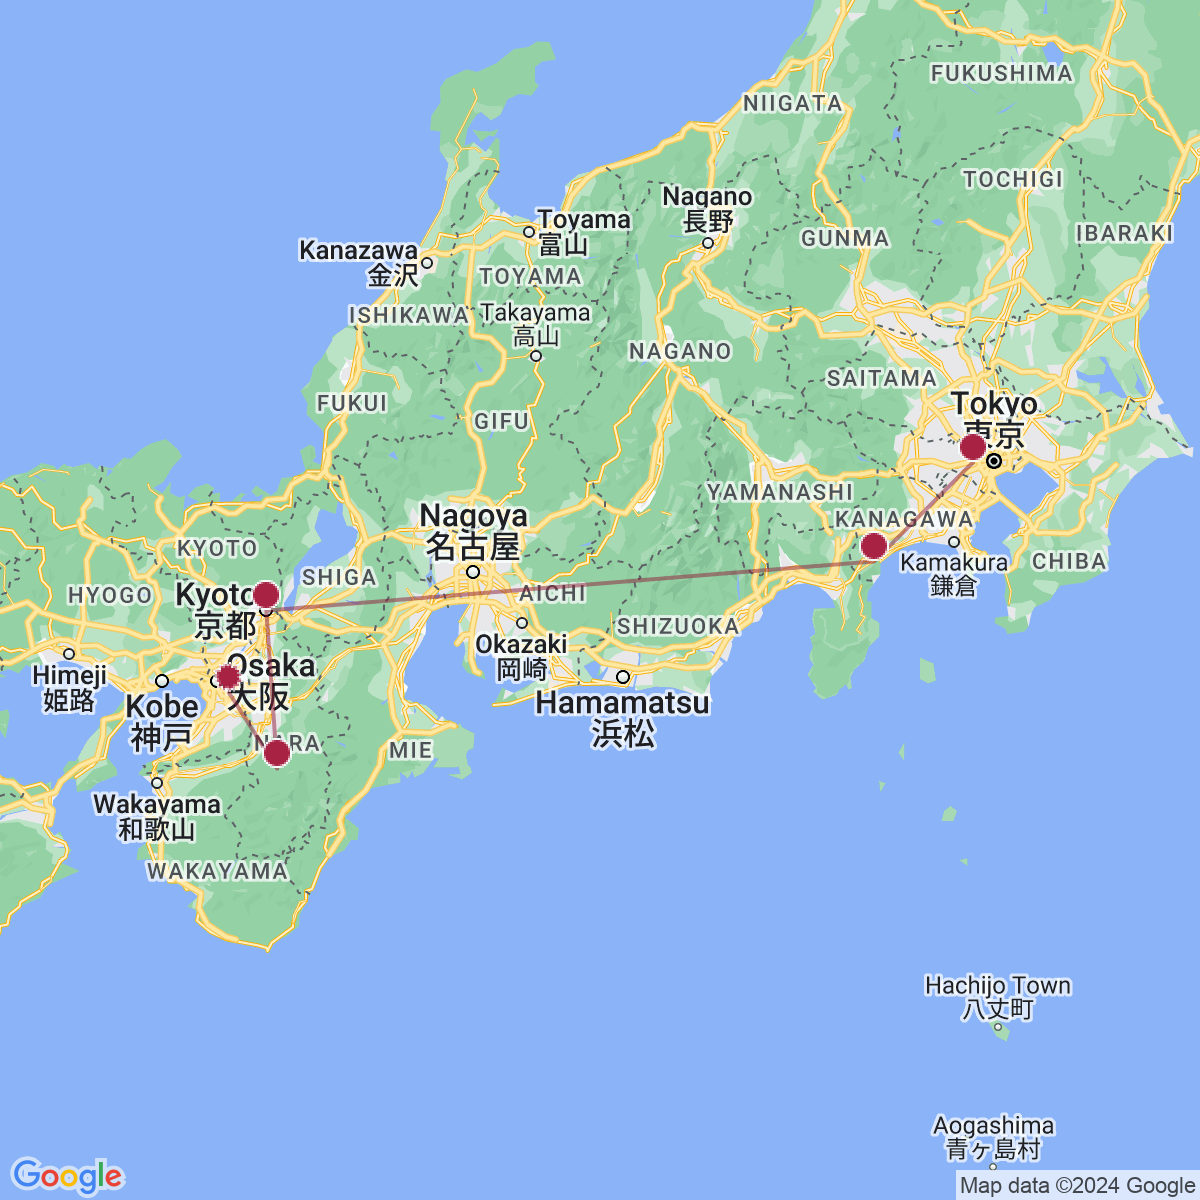 FUKUSHIMA
NIIGATA
TOCHIGI
Nagano
長野
Toyama
富山
GUNMA
IBARAKI
Kanazawa
金沢
TOYAMA
ISHIKAWA
Takayama
高山
NAGANO
SAITAMA
FUKUI
GIFU
Tokyo
東京
YAMANASHI
Nagoya
名古屋
KANAGAWA
KYOTO
Kamakura
鎌倉
CHIBA
SHIGA
HYOGO
Kyoto
京都
AICHI
SHIZUOKA
Okazaki
岡崎
Himeji
姫路
Osaka
大阪
Kobe
神戸
Hamamatsu
浜松
NARA
MIE
Wakayama
和歌山
WAKAYAMA
Hachijo Town
八丈町
Aogashima
青ヶ島村
Google
Map data ©2024 Google